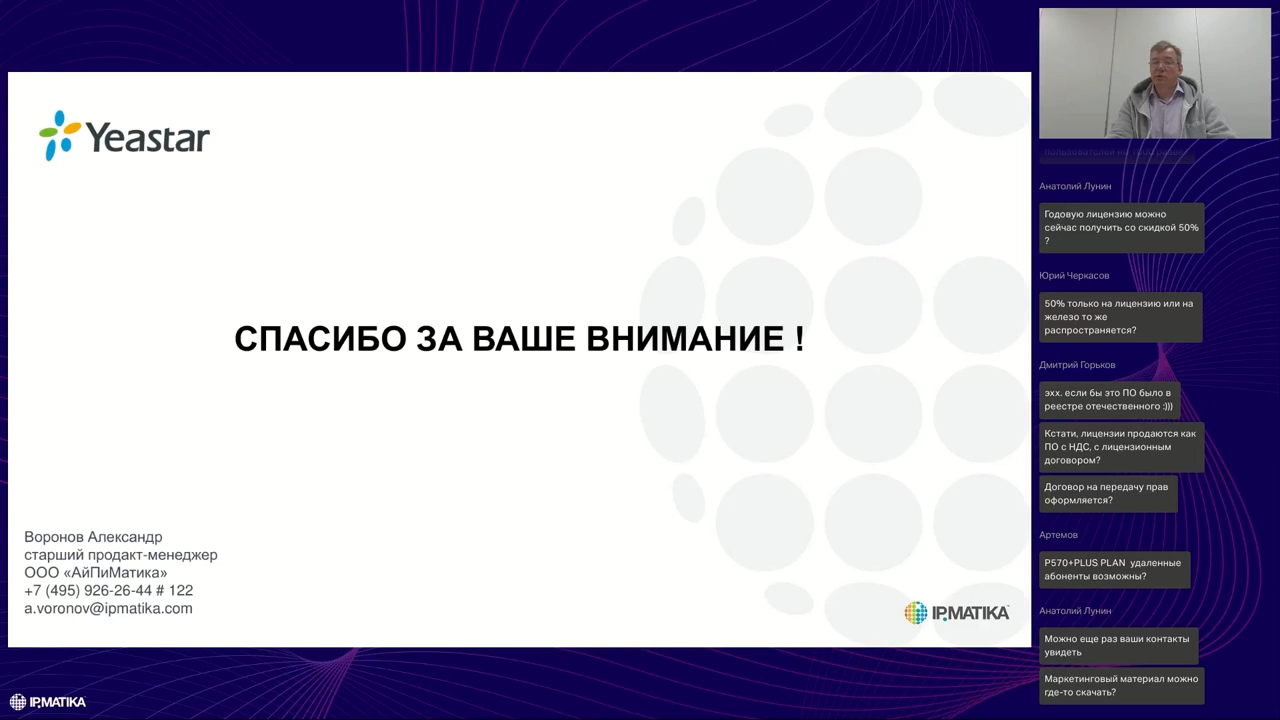 Yeastar
СПАСИБО ЗА ВАШЕ ВНИМАНИЕ !
Воронов Александр
старший продакт-менеджер
ООО «АйПиМатика»
+7 (495) 926-26-44 # 122
a.voronov@ipmatika.com
IP.MATIKA
IP.MATIKA
Анатолий Лунин
Годовую лицензию можно
сейчас получить со скидкой 50%
?
Юрий Черкасов
50% только на лицензию или на
железо то же
распространяется?
Дмитрий Горьков
эхх. если бы это ПО было в
реестре отечественного :)))
Кстати, лицензии продаются как
ПО с НДС, с лицензионным
договором?
Договор на передачу прав
оформляется?
Артемов
P570+PLUS PLAN удаленные
абоненты возможны?
Анатолий Лунин
Можно еще раз ваши контакты
увидеть
Маркетинговый материал можно
где-то скачать?